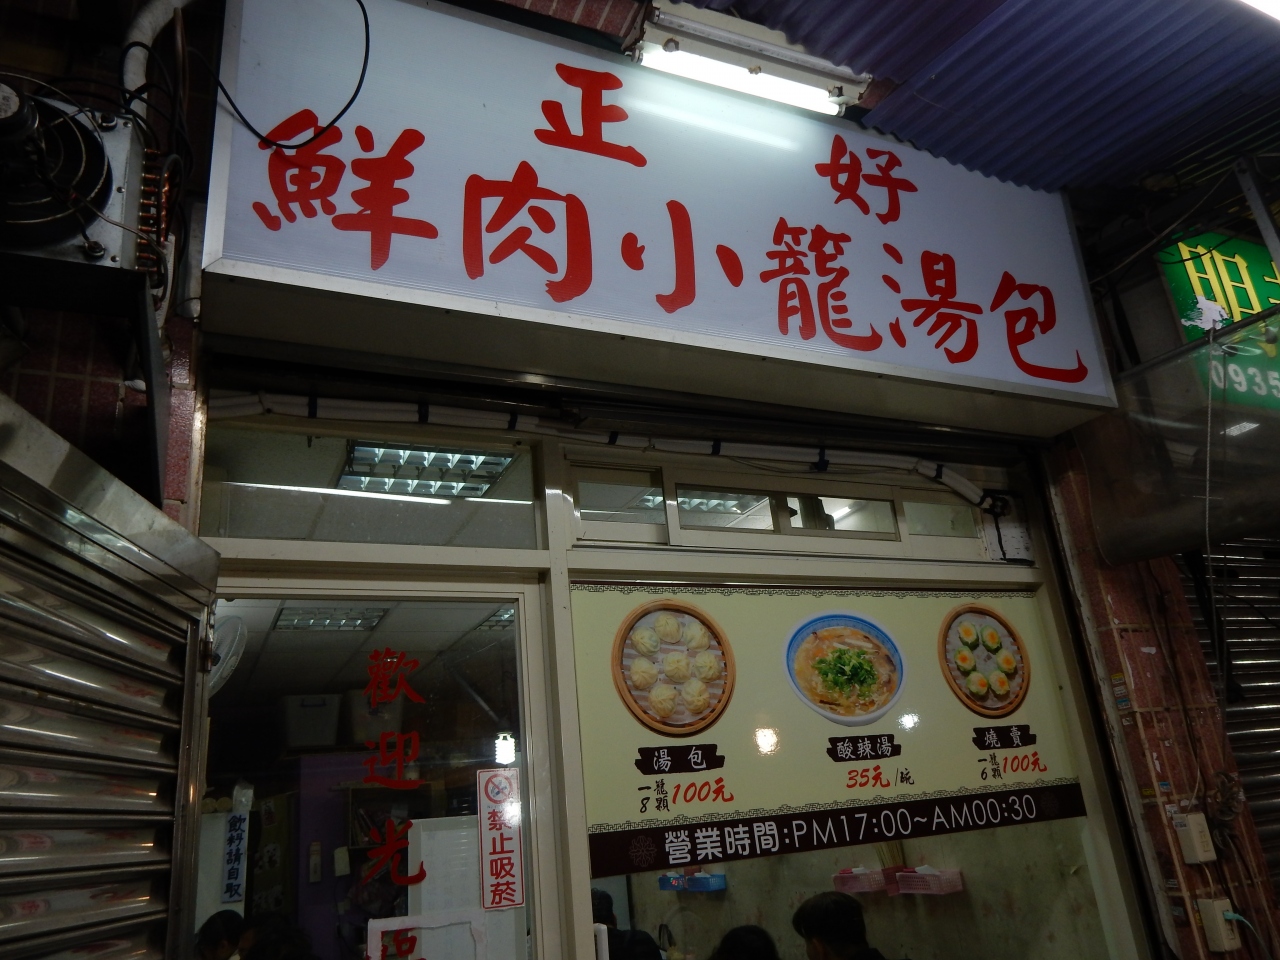 正好
鮮肉小籠湯包
0935
湯包
一籠8顆100元
酸辣湯
35元/碗
燒賣
一籠6顆100元
營業時間:PM17:00~AM00:30
歡迎光
禁止吸菸
飲料請自取